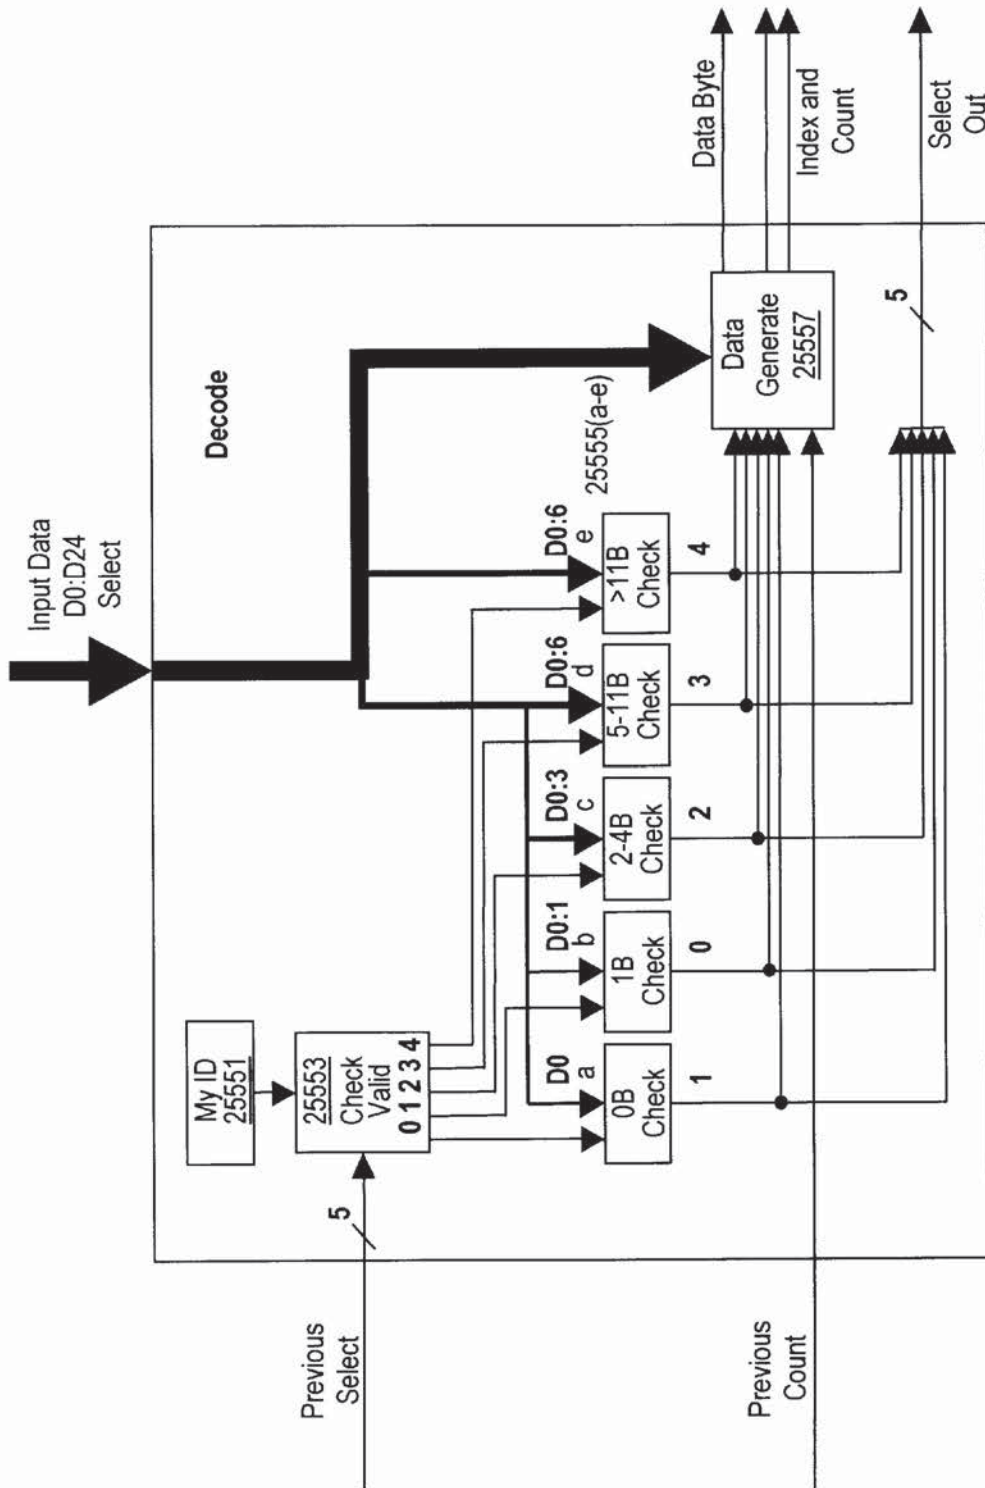 Input Data
D0:D24
Select
Decode
My ID
25551
25553
Check
Valid
0 1 2 3 4
Previous
Select
5
D0
a
D0:1
b
D0:3
c
D0:6
d
D0:6
e
25555(a-e)
0B
Check
1B
Check
2-4B
Check
5-11B
Check
>11B
Check
1
0
2
3
4
Data
Generate
25557
Data Byte
Index and
Count
5
Select
Out
Previous
Count